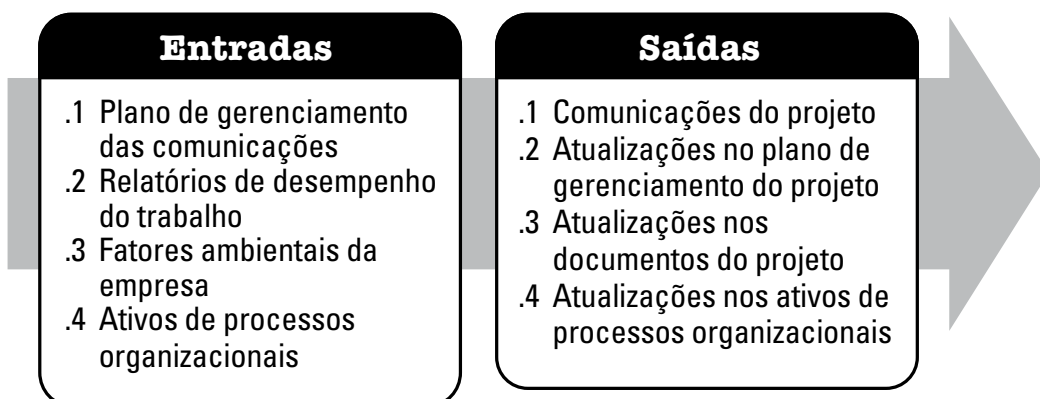 Entradas
.1 Plano de gerenciamento
das comunicações
.2 Relatórios de desempenho
do trabalho
.3 Fatores ambientais da
empresa
.4 Ativos de processos
organizacionais
Saídas
.1 Comunicações do projeto
.2 Atualizações no plano de
gerenciamento do projeto
.3 Atualizações nos
documentos do projeto
.4 Atualizações nos ativos de
processos organizacionais